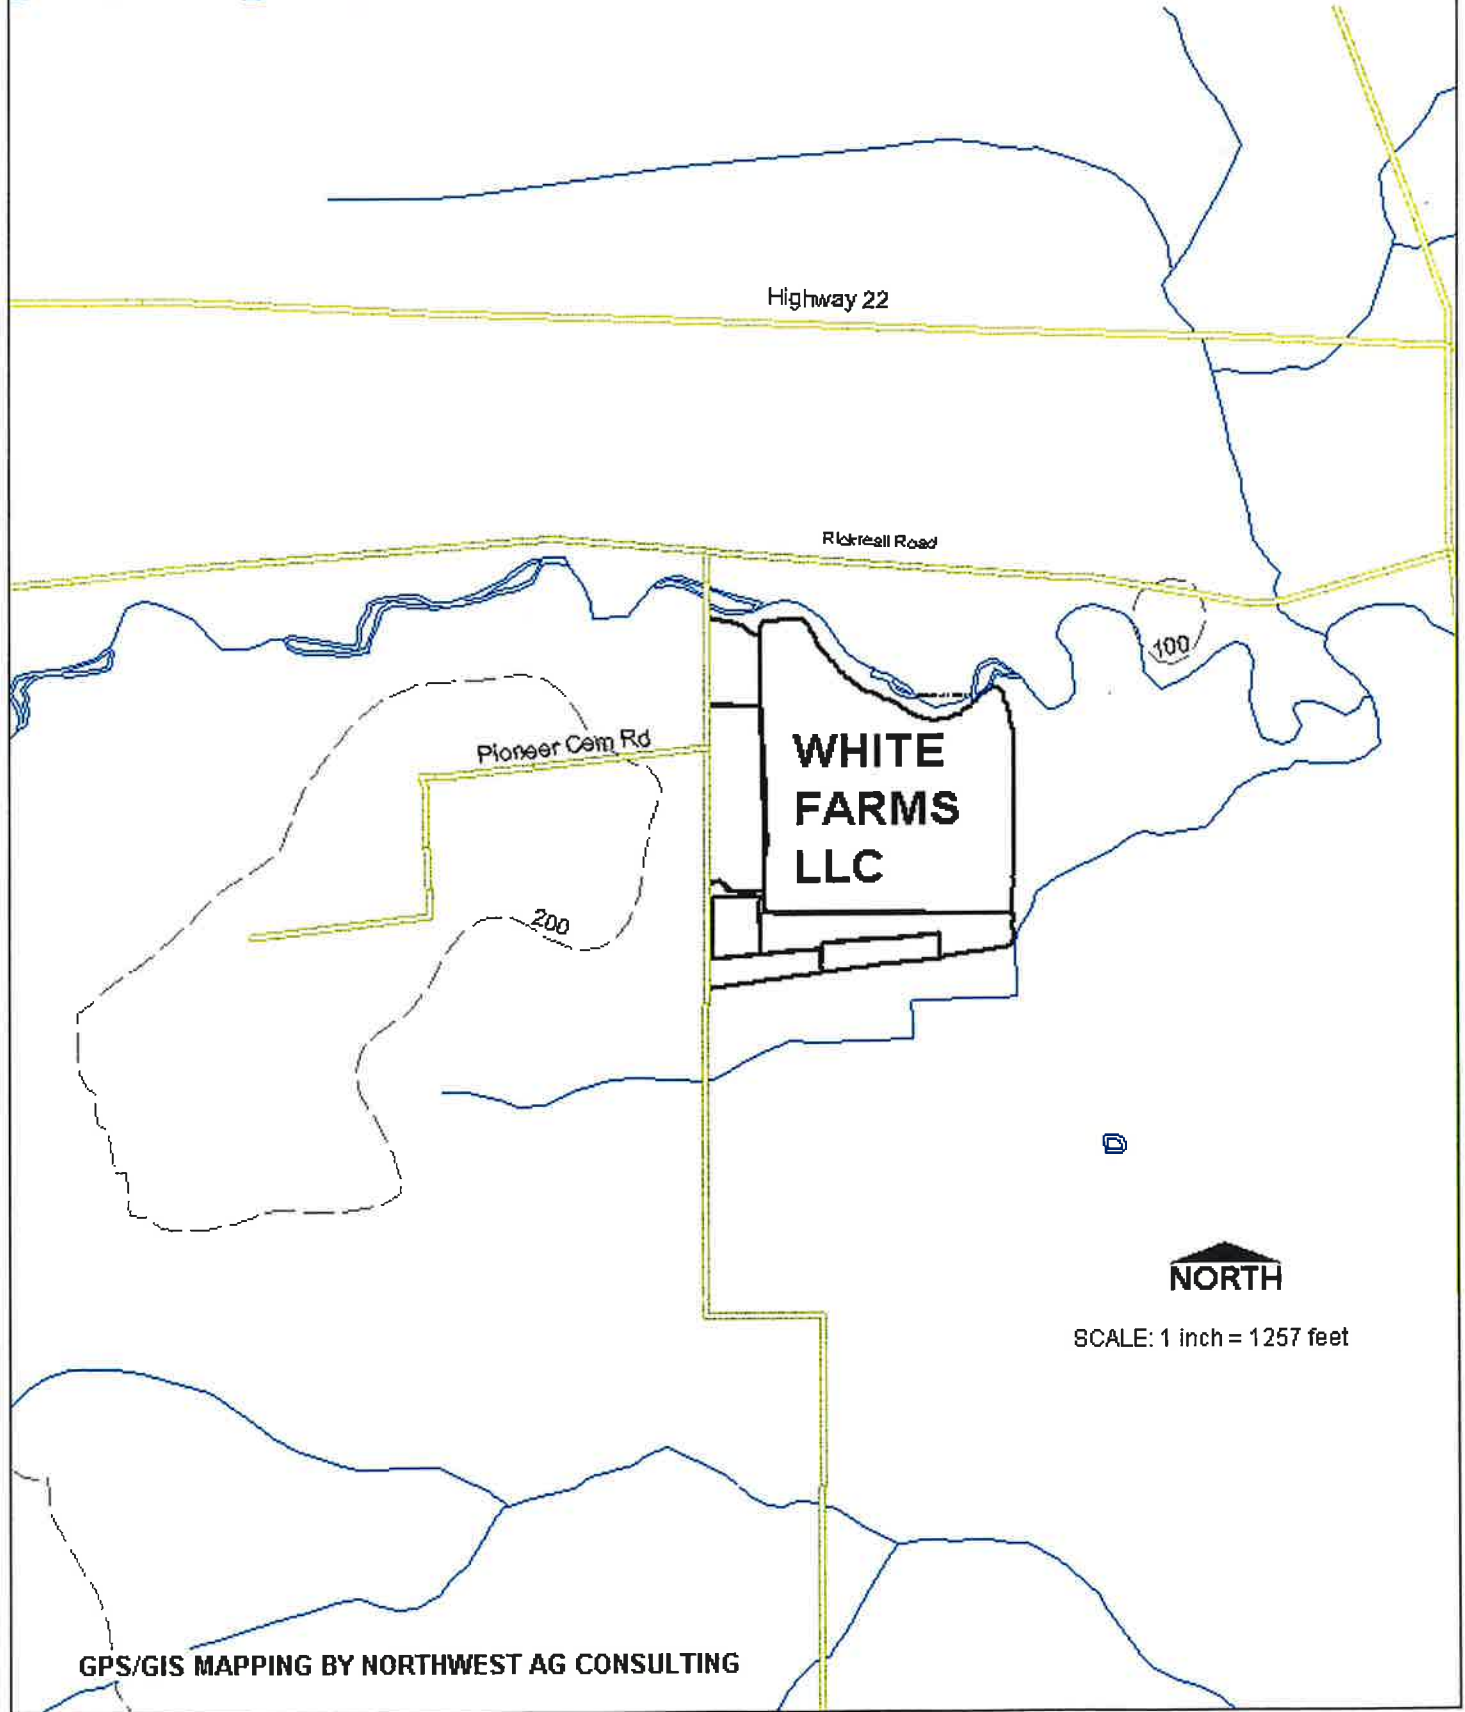 Highway 22
Rickreall Road
100
Pioneer Cem Rd
WHITE
FARMS
LLC
200
NORTH
SCALE: 1 inch = 1257 feet
GPS/GIS MAPPING BY NORTHWEST AG CONSULTING